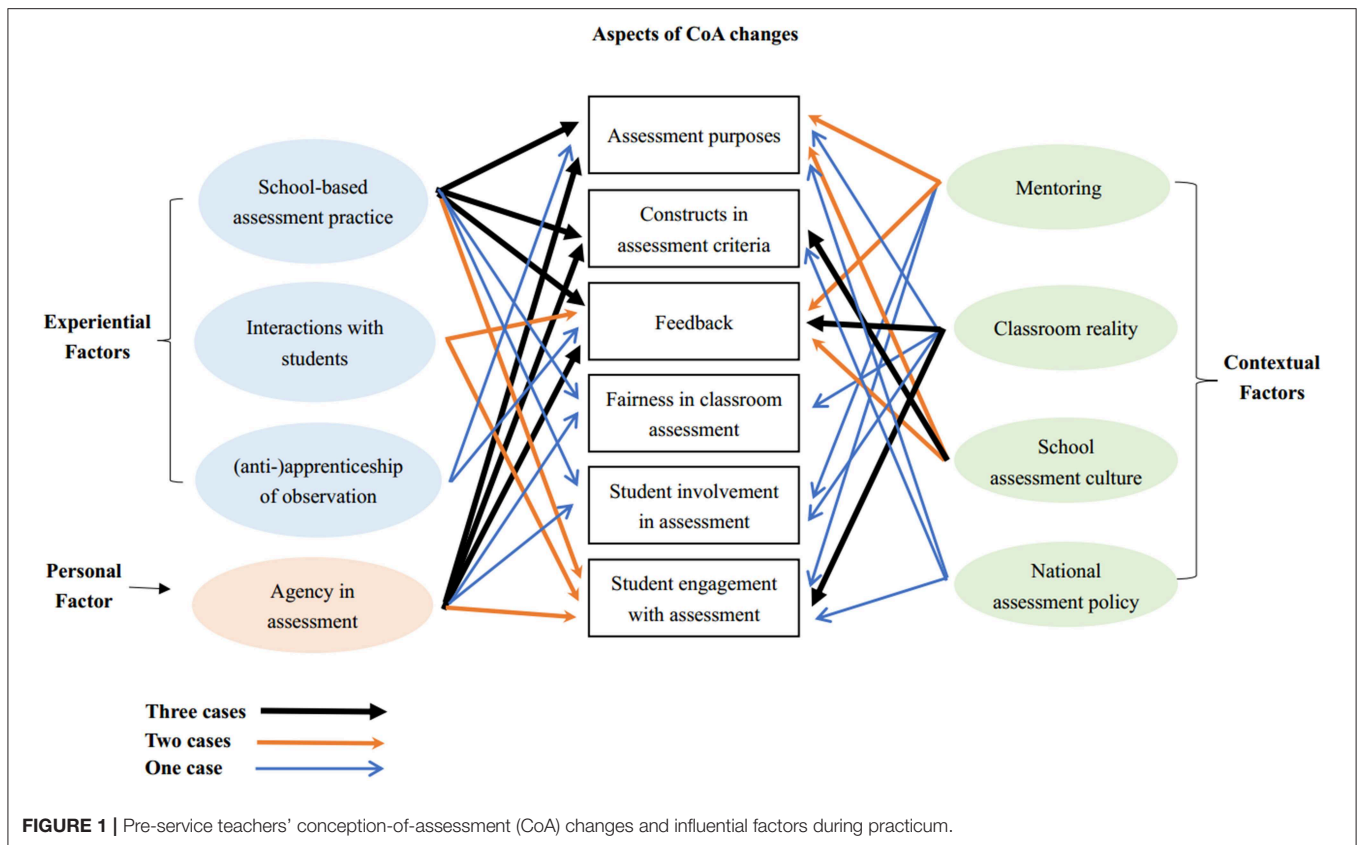 Aspects of CoA changes
Experiential
Factors
School-based
assessment practice
Interactions with
students
(anti-)apprenticeship
of observation
Personal
Factor
Agency in
assessment
Assessment purposes
Constructs in
assessment criteria
Feedback
Fairness in classroom
assessment
Student involvement
in assessment
Student engagement
with assessment
Mentoring
Classroom reality
School
assessment culture
National
assessment policy
Contextual
Factors
Three cases
Two cases
One case
FIGURE 1 | Pre-service teachers’ conception-of-assessment (CoA) changes and influential factors during practicum.